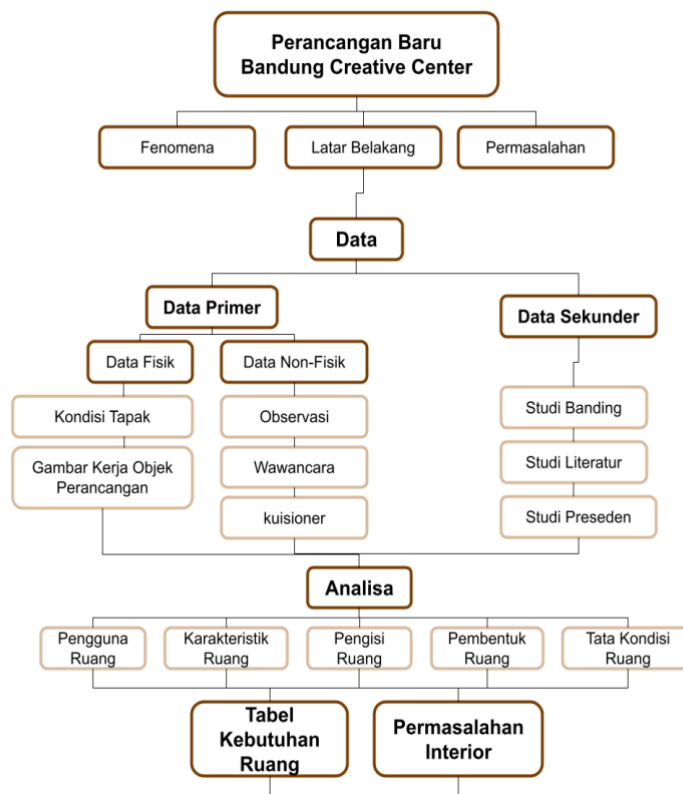 Perancangan Baru
Bandung Creative Center
Fenomena
Latar Belakang
Permasalahan
Data
Data Primer
Data Sekunder
Data Fisik
Data Non-Fisik
Kondisi Tapak
Observasi
Studi Banding
Gambar Kerja Objek
Perancangan
Wawancara
Studi Literatur
kuisioner
Studi Preseden
Analisa
Pengguna
Ruang
Karakteristik
Ruang
Pengisi
Ruang
Pembentuk
Ruang
Tata Kondisi
Ruang
Tabel
Kebutuhan
Ruang
Permasalahan
Interior